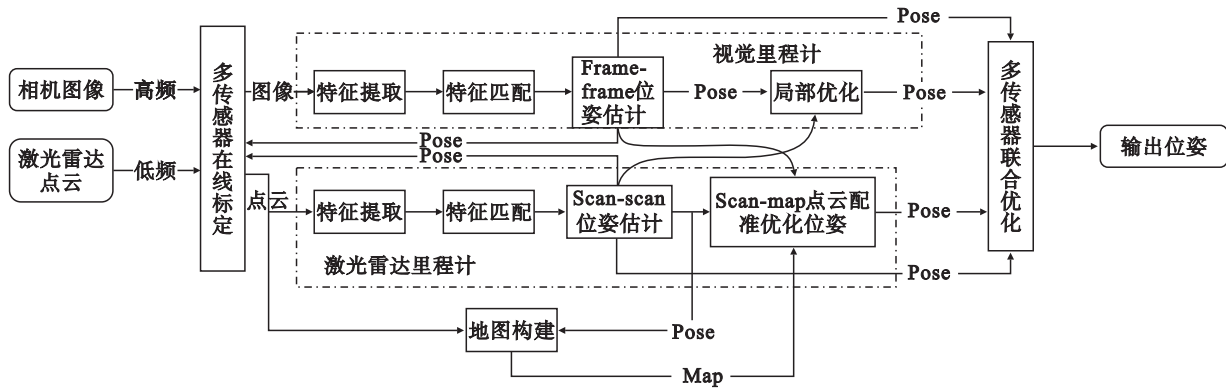 Pose
视觉里程计
相机图像
高频
多传感器在线标定
图像
特征提取
特征匹配
Frame-
frame位
姿估计
Pose
局部优化
Pose
多传感器联合优化
Pose
Pose
激光雷达
点云
低频
输出位姿
点云
特征提取
特征匹配
Scan-scan
位姿估计
Scan-map点云配
准优化位姿
Pose
激光雷达里程计
Pose
地图构建
Pose
Map